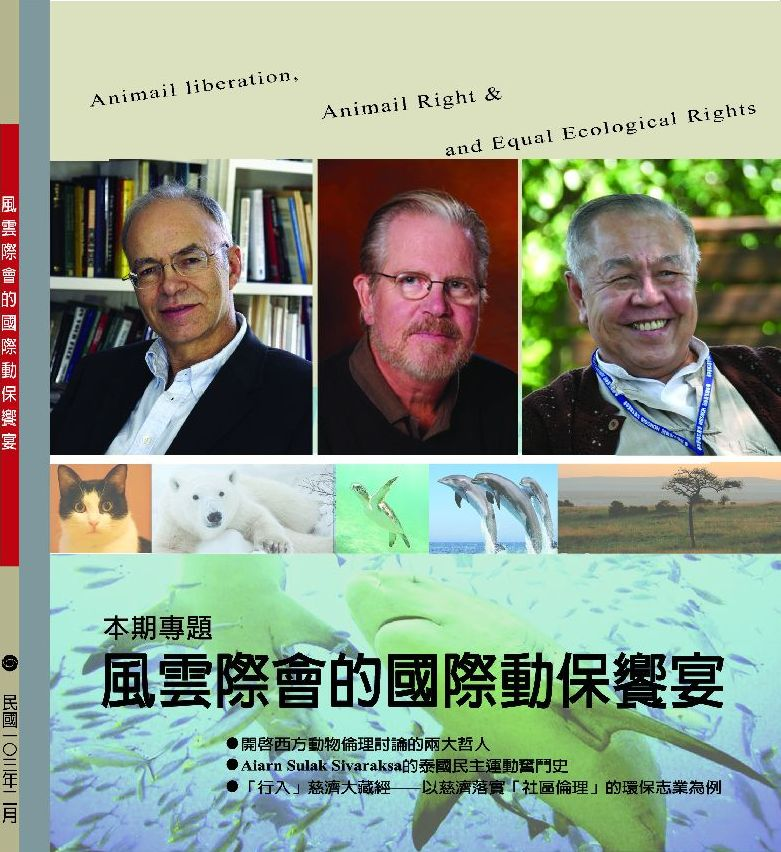 Animail liberation,
Animail Right &
and Equal Ecological Rights
風雲際會的國際動保饗宴
民國一〇三年二月
本期專題
風雲際會的國際動保饗宴
●開啓西方動物倫理討論的兩大哲人
●Aiarn Sulak Sivaraksa的泰國民主運動奮鬥史
●「行入」慈濟大藏經──以慈濟落實「社區倫理」的環保志業為例